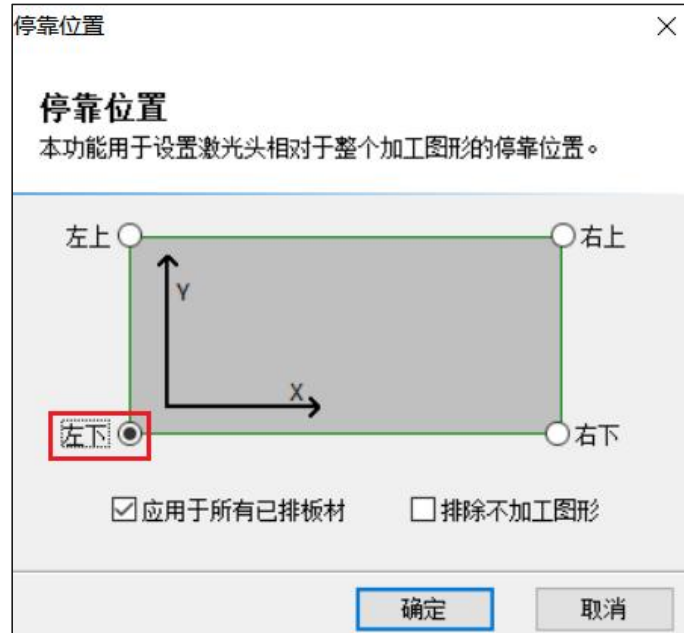 停靠位置
停靠位置
本功能用于设置激光头相对于整个加工图形的停靠位置。
左上
右上
Y
X
左下
右下
应用于所有已排板材
排除不加工图形
确定
取消